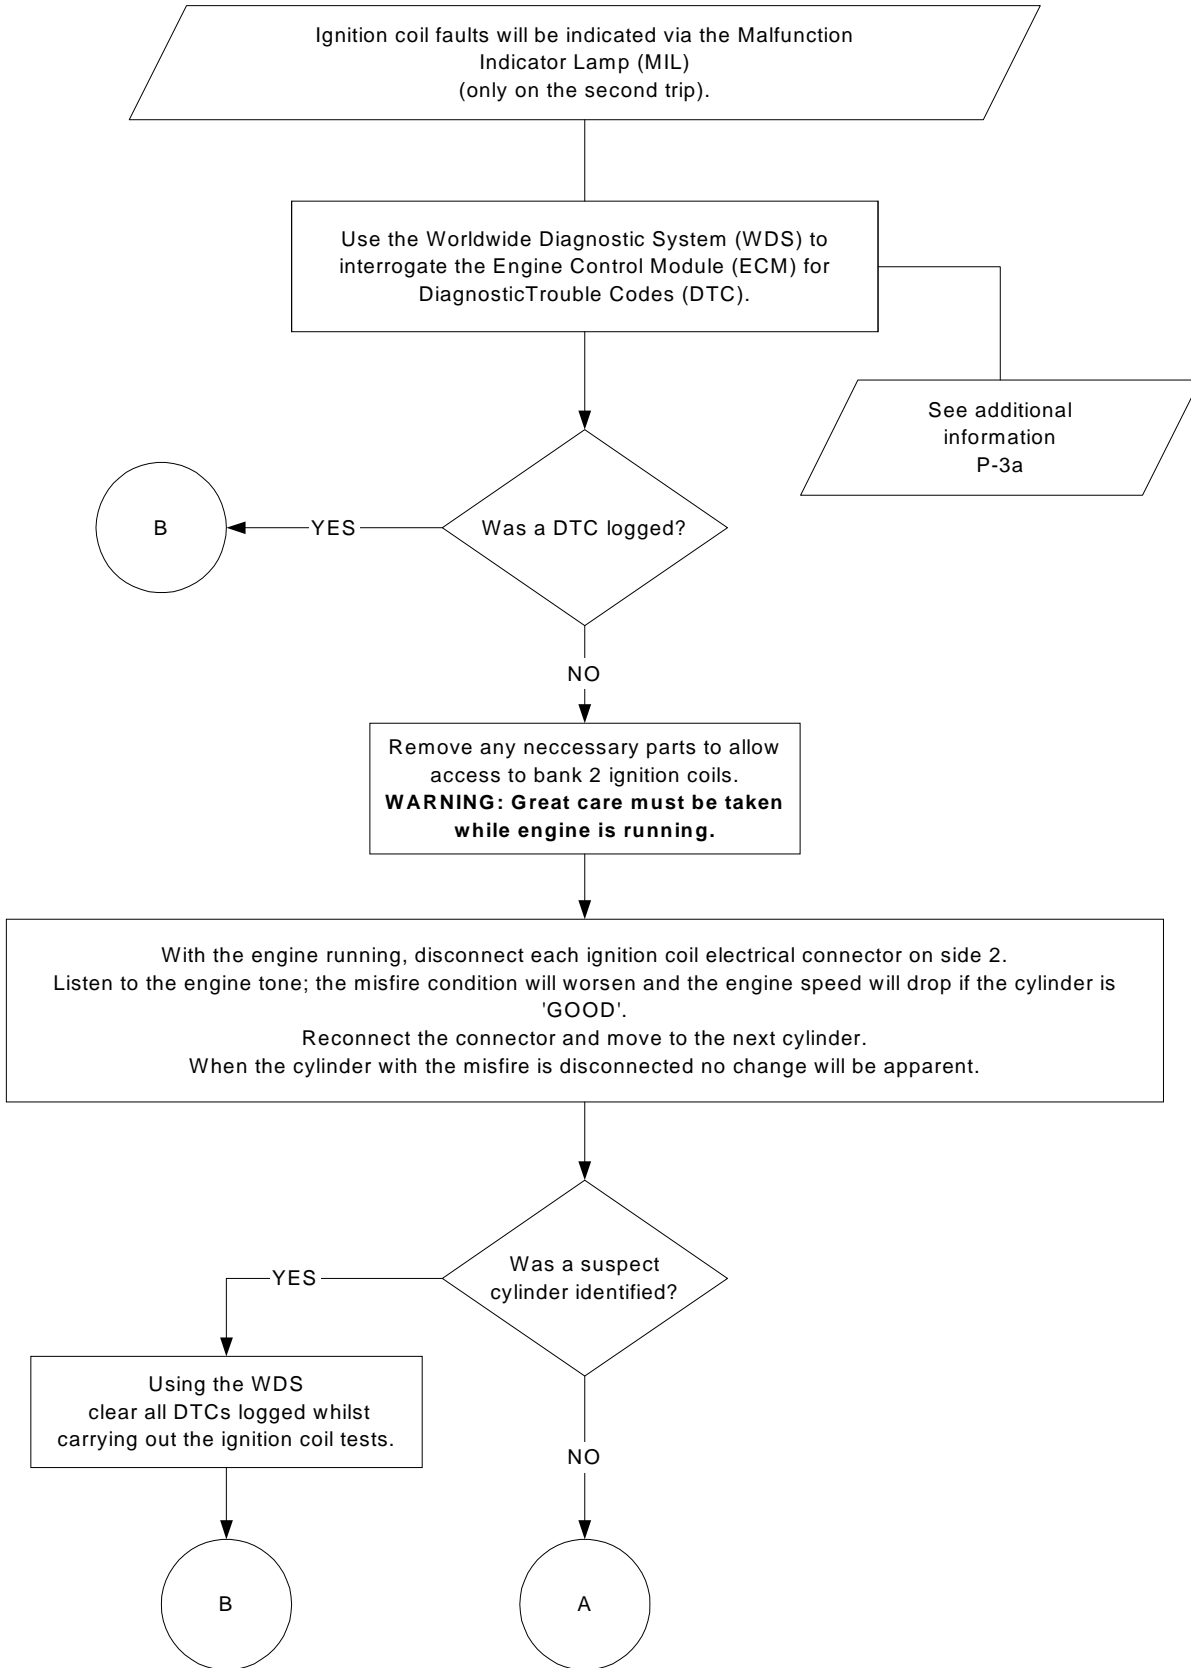 Ignition coil faults will be indicated via the Malfunction
Indicator Lamp (MIL)
(only on the second trip).
Use the Worldwide Diagnostic System (WDS) to
interrogate the Engine Control Module (ECM) for
DiagnosticTrouble Codes (DTC).
See additional
information
P-3a
B
YES
Was a DTC logged?
NO
Remove any neccessary parts to allow
access to bank 2 ignition coils.
WARNING: Great care must be taken
while engine is running.
With the engine running, disconnect each ignition coil electrical connector on side 2.
Listen to the engine tone; the misfire condition will worsen and the engine speed will drop if the cylinder is
'GOOD'.
Reconnect the connector and move to the next cylinder.
When the cylinder with the misfire is disconnected no change will be apparent.
Was a suspect
cylinder identified?
YES
Using the WDS
clear all DTCs logged whilst
carrying out the ignition coil tests.
NO
B
A